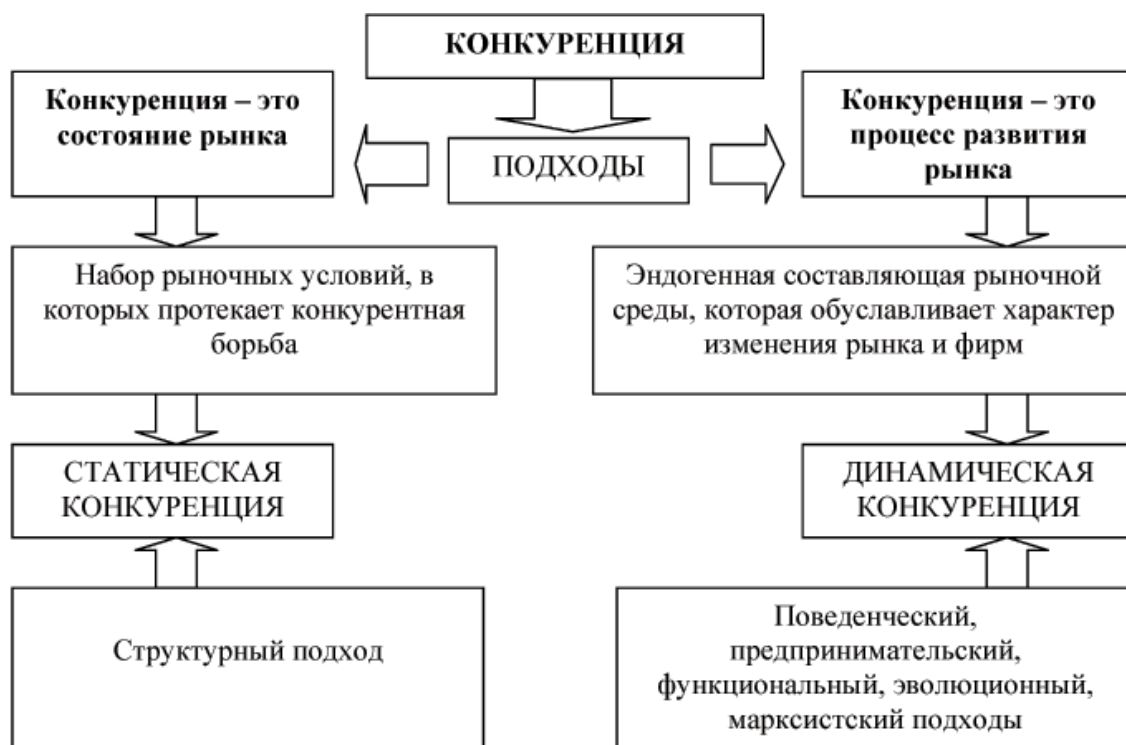 КОНКУРЕНЦИЯ
Конкуренция – это
состояние рынка
ПОДХОДЫ
Конкуренция – это
процесс развития
рынка
Набор рыночных условий, в
которых протекает конкурентная
борьба
Эндогенная составляющая рыночной
среды, которая обуславливает характер
изменения рынка и фирм
СТАТИЧЕСКАЯ
КОНКУРЕНЦИЯ
ДИНАМИЧЕСКАЯ
КОНКУРЕНЦИЯ
Структурный подход
Поведенческий,
предпринимательский,
функциональный, эволюционный,
марксистский подходы